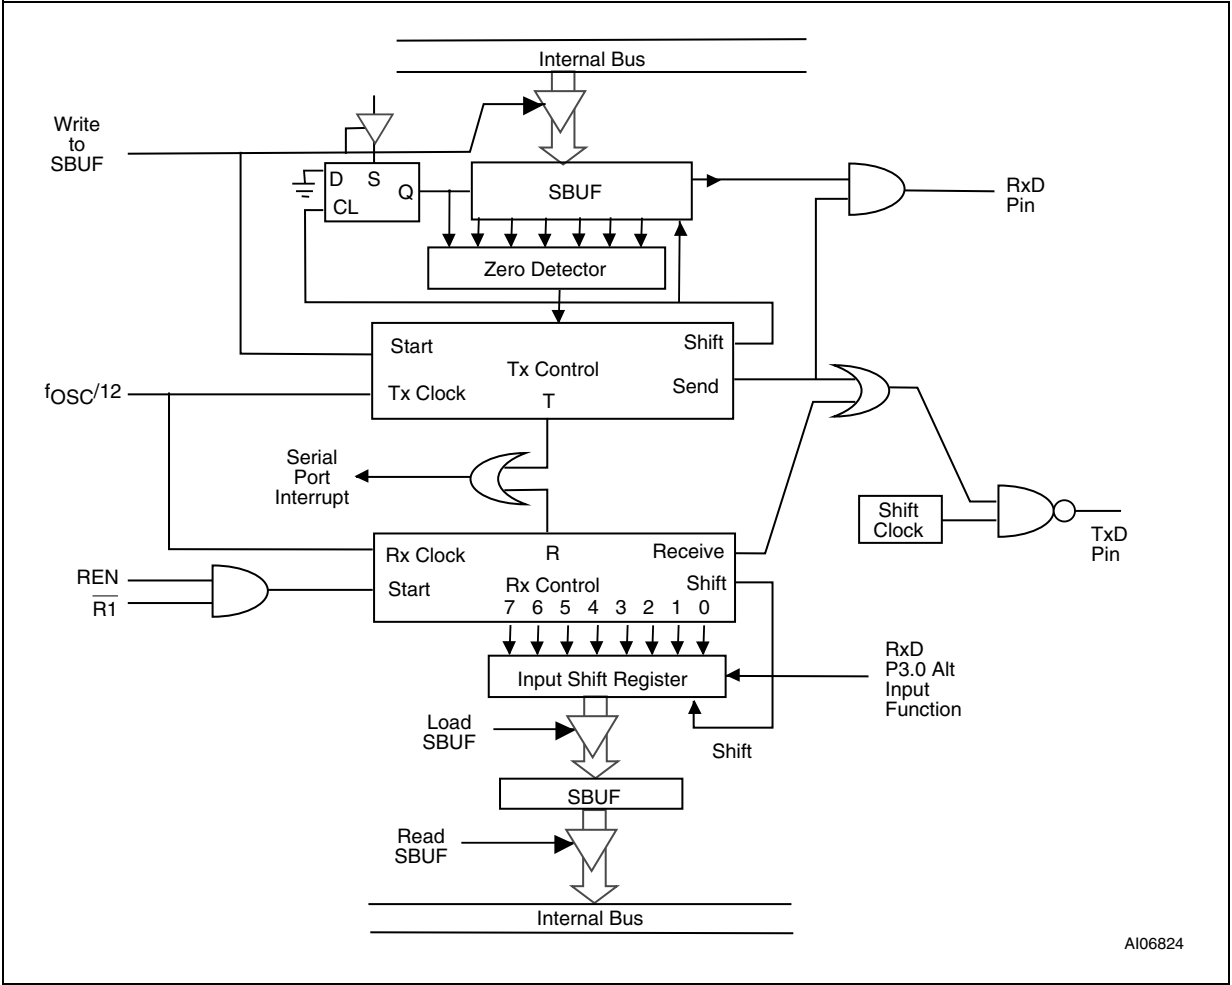 Internal Bus
Write
to
SBUF
D S
Q
CL
SBUF
RxD
Pin
Zero Detector
Start
Shift
Tx Control
Send
fOSC/12
Tx Clock
T
Serial
Port
Interrupt
Shift
Clock
TxD
Pin
Rx Clock
R
Receive
REN
R1
Start
Rx Control
Shift
7 6 5 4 3 2 1 0
Input Shift Register
RxD
P3.0 Alt
Input
Function
Load
SBUF
Shift
SBUF
Read
SBUF
Internal Bus
AI06824